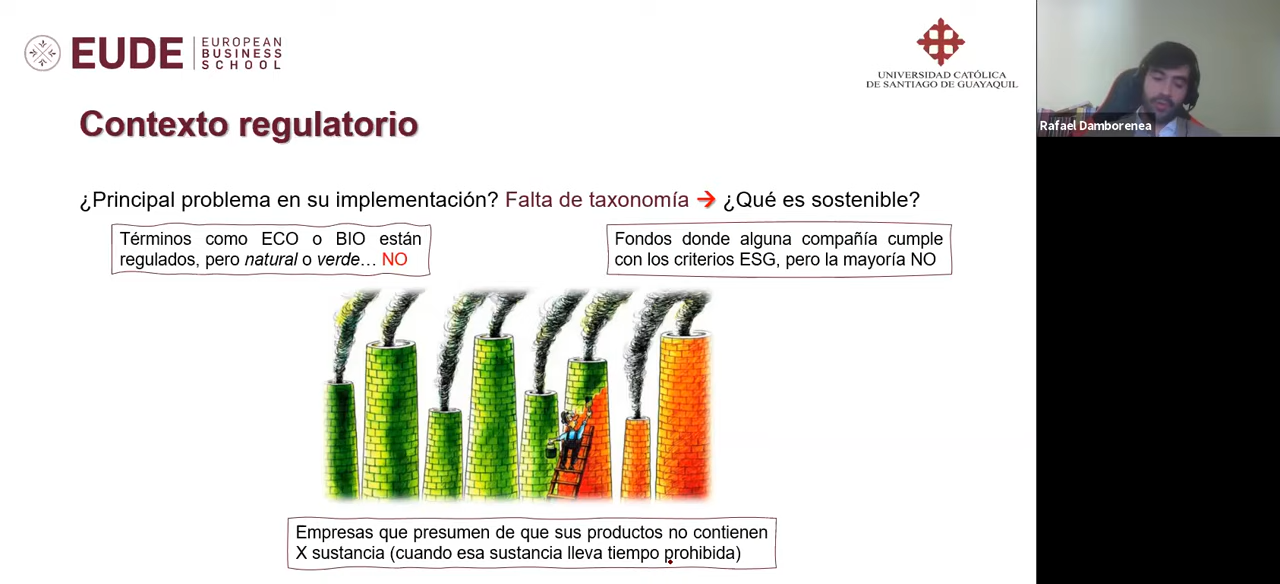 EUDE
EUROPEAN
BUSINESS
SCHOOL
UNIVERSIDAD CATÓLICA
DE SANTIAGO DE GUAYAQUIL
Rafael Damborenea
Contexto regulatorio
¿Principal problema en su implementación? Falta de taxonomía → ¿Qué es sostenible?
Términos como ECO o BIO están
regulados, pero natural o verde… NO
Fondos donde alguna compañía cumple
con los criterios ESG, pero la mayoría NO
Empresas que presumen de que sus productos no contienen
X sustancia (cuando esa sustancia lleva tiempo prohibida)